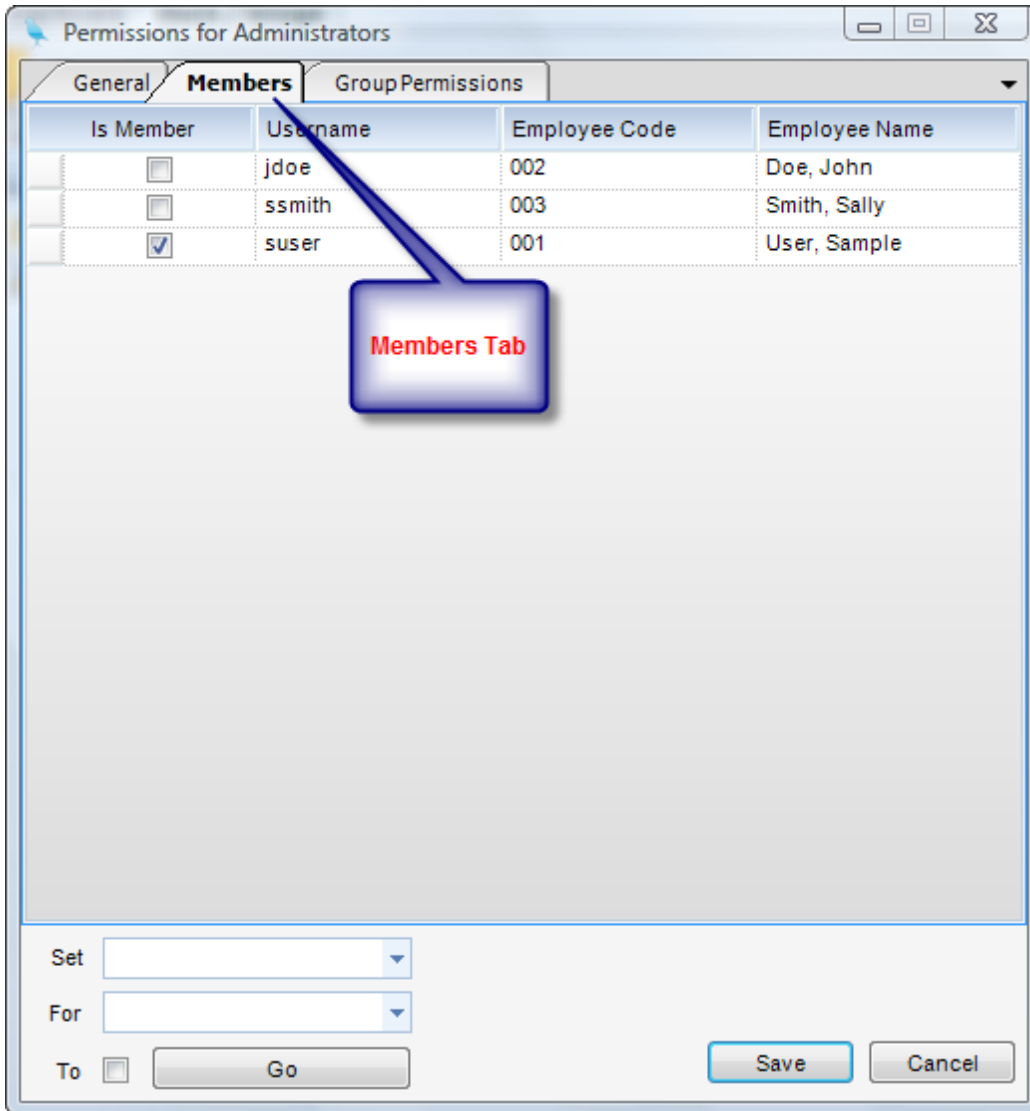 Permissions for Administrators
General Members Group Permissions
Is Member Username Employee Code Employee Name
jdoe 002 Doe, John
ssmith 003 Smith, Sally
suser 001 User, Sample
Members Tab
Set
For
To Go Save Cancel